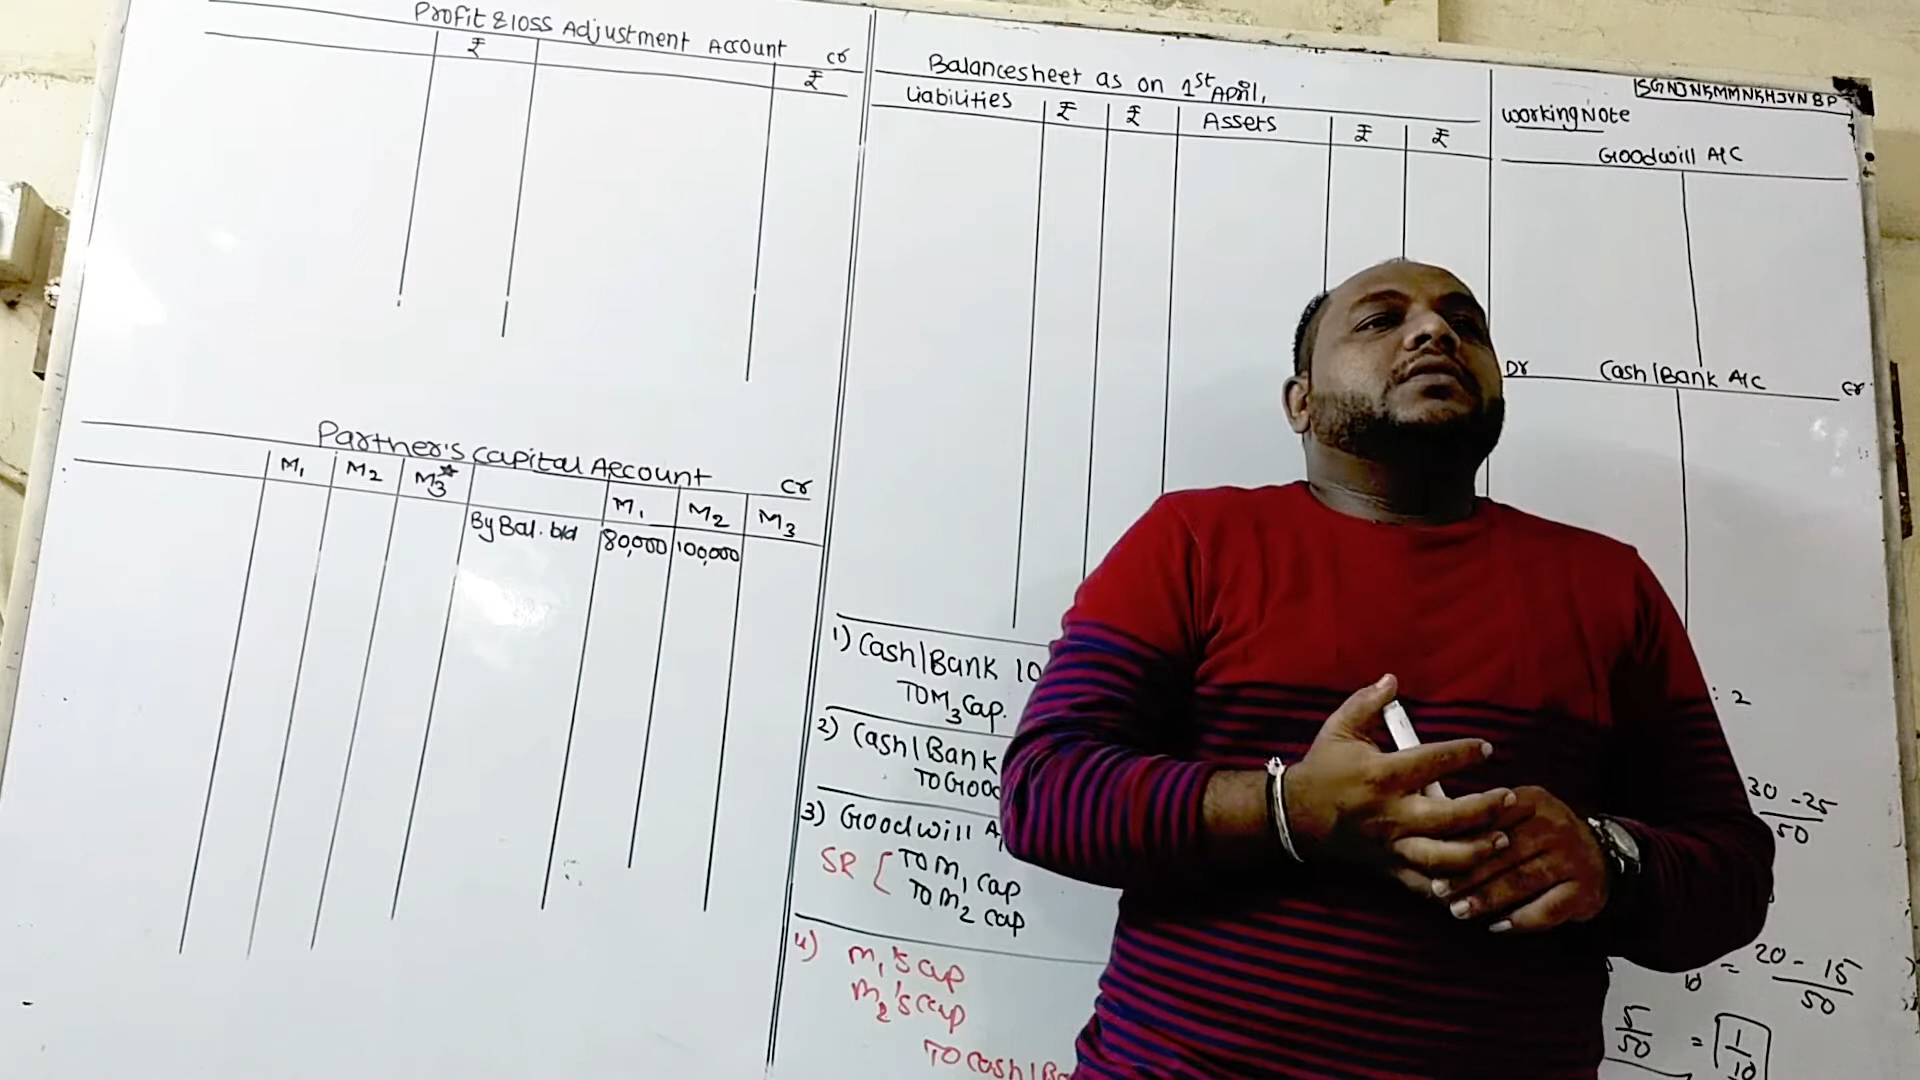 Profit & loss Adjustment Account
cr
₹
₹
Partner's Capital Account
cr
M1 M2 M3* M1 M2 M3
By Bal. b/d 80,000 100,000
Balancesheet as on 1st April,
Liabilities ₹ ₹ Assets ₹ ₹
1) Cash/Bank 10
TO M3 Cap.
2) Cash/Bank
TO Good
3) Goodwill A
SR [ TO M1 Cap
TO M2 Cap
4) M1's Cap
M2's Cap
TO Cash/Ba
Working Note
Goodwill A/C
Dr Cash/Bank A/C cr
: 2
30 - 25
50
10 = 20 - 15
50
5
50
= 1
10